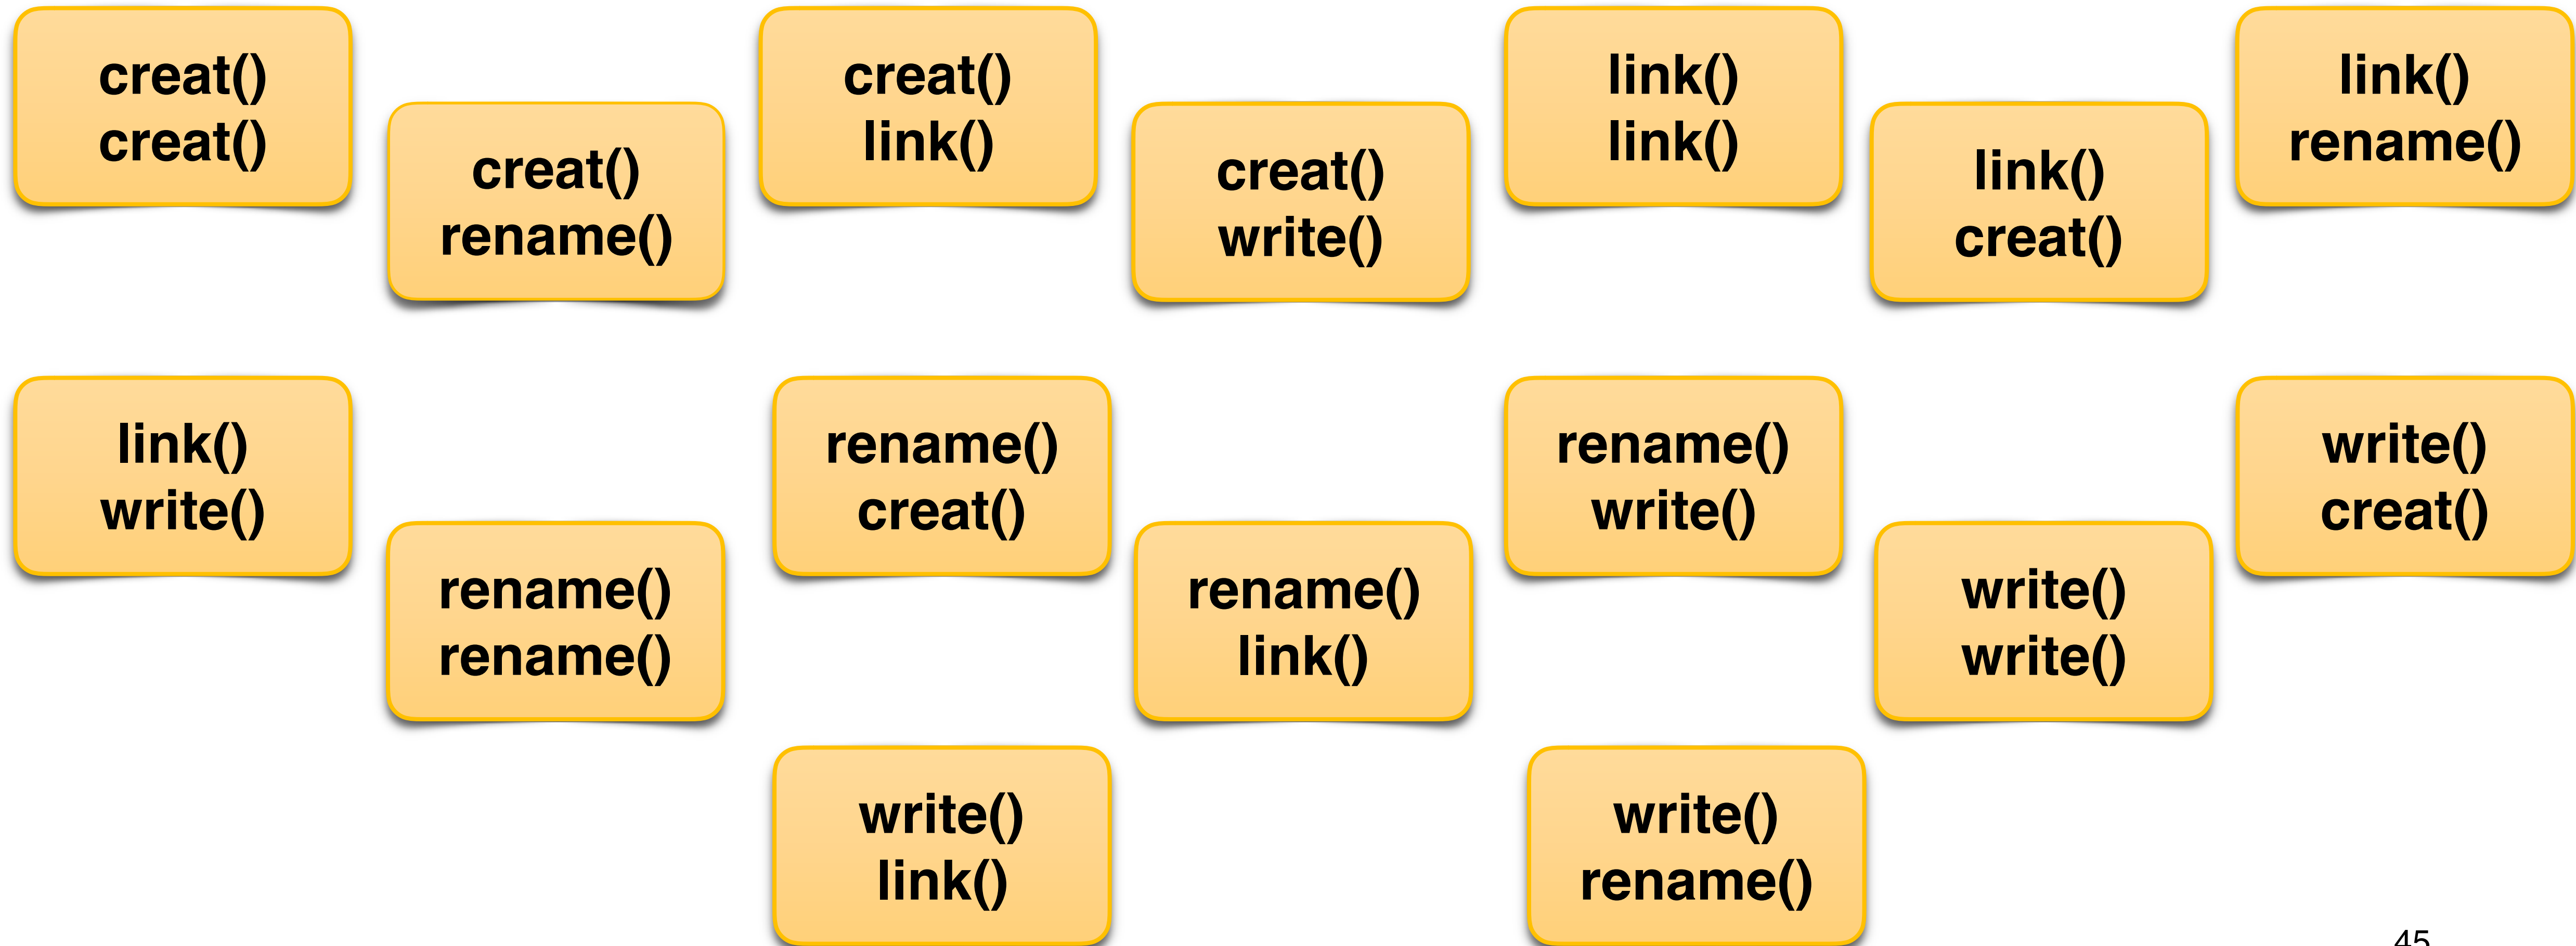 creat()
creat()
creat()
rename()
creat()
link()
creat()
write()
link()
link()
link()
creat()
link()
rename()
link()
write()
rename()
rename()
rename()
creat()
rename()
link()
rename()
write()
write()
write()
write()
creat()
write()
link()
write()
rename()
45